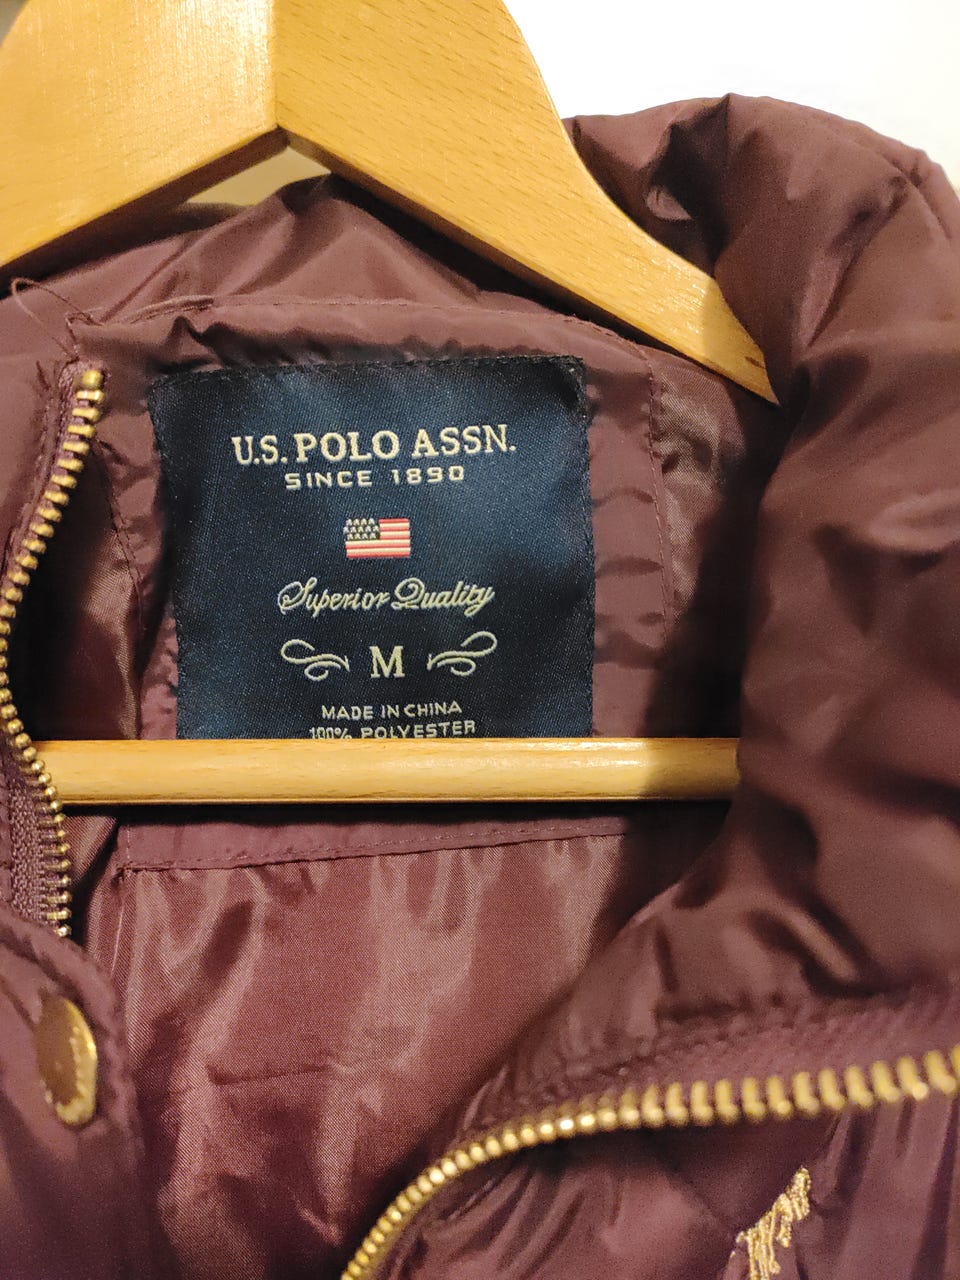 U.S. POLO ASSN.
SINCE 1890
Superior Quality
M
MADE IN CHINA
100% POLYESTER